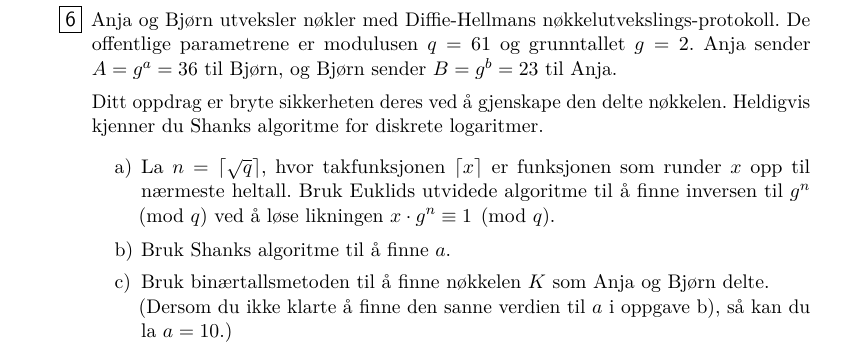 6 Anja og Bjørn utveksler nøkler med Diffie-Hellmans nøkkelutvekslings-protokoll. De
offentlige parametrene er modulusen q = 61 og grunntallet g = 2. Anja sender
A = gᵃ = 36 til Bjørn, og Bjørn sender B = gᵇ = 23 til Anja.
Ditt oppdrag er bryte sikkerheten deres ved å gjenskape den delte nøkkelen. Heldigvis
kjenner du Shanks algoritme for diskrete logaritmer.
a) La n = ⌈√q⌉, hvor takfunksjonen ⌈x⌉ er funksjonen som runder x opp til
nærmeste heltall. Bruk Euklids utvidede algoritme til å finne inversen til gⁿ
(mod q) ved å løse likningen x · gⁿ ≡ 1 (mod q).
b) Bruk Shanks algoritme til å finne a.
c) Bruk binærtallsmetoden til å finne nøkkelen K som Anja og Bjørn delte.
(Dersom du ikke klarte å finne den sanne verdien til a i oppgave b), så kan du
la a = 10.)